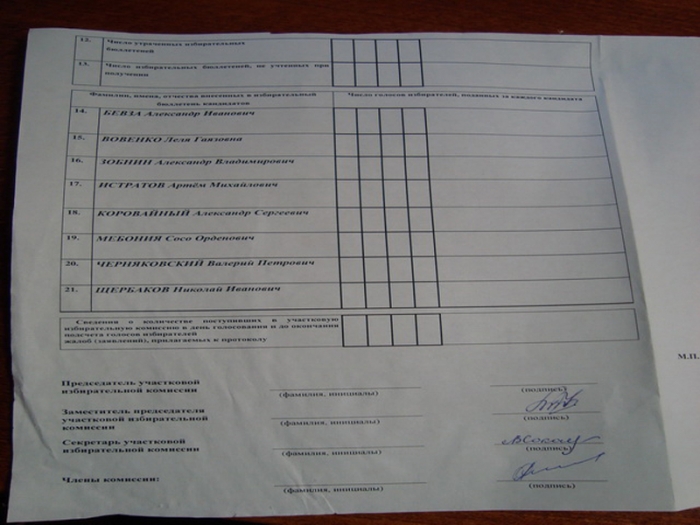 12. Число утраченных избирательных
бюллетеней
13. Число избирательных бюллетеней, не учтенных при
получении
Фамилии, имена, отчества внесенных в избирательный
бюллетень кандидатов
Число голосов избирателей, поданных за каждого кандидата
14. БЕВЗА Александр Иванович
15. ВОВЕНКО Леля Гаязовна
16. ЗОБНИН Александр Владимирович
17. ИСТРАТОВ Артём Михайлович
18. КОРОВАЙНЫЙ Александр Сергеевич
19. МЕБОНИЯ Сосо Орденович
20. ЧЕРНЯКОВСКИЙ Валерий Петрович
21. ЩЕРБАКОВ Николай Иванович
Сведения о количестве поступивших в участковую
избирательную комиссию в день голосования и до окончания
подсчета голосов избирателей
жалоб (заявлений), прилагаемых к протоколу
М.П.
Председатель участковой
избирательной комиссии
(фамилия, инициалы) (подпись)
Заместитель председателя
участковой избирательной
комиссии
(фамилия, инициалы) (подпись)
Секретарь участковой
избирательной комиссии
(фамилия, инициалы) (подпись)
Члены комиссии:
(фамилия, инициалы) (подпись)